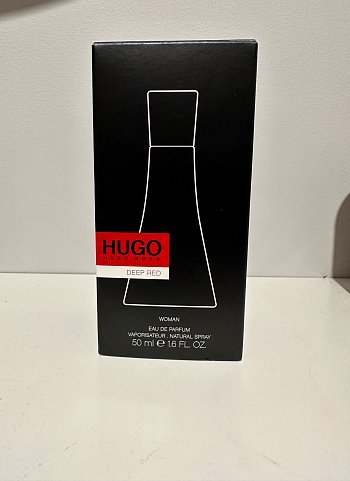 HUGO
HUGO BOSS
DEEP RED
WOMAN
EAU DE PARFUM
VAPORISATEUR , NATURAL SPRAY
50 ml ℮ 1.6 FL. OZ.